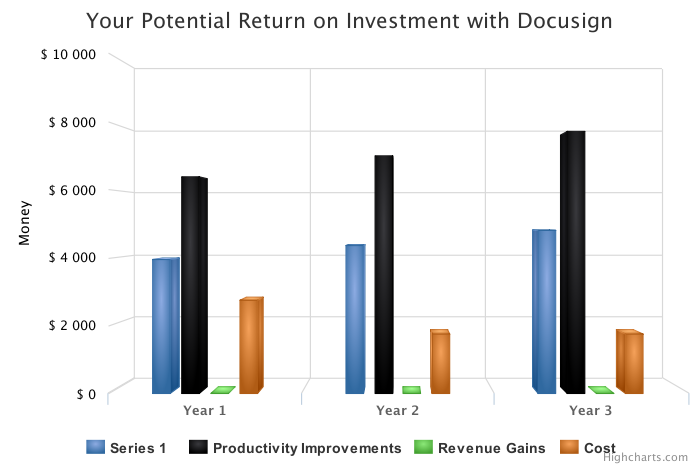 Your Potential Return on Investment with Docusign
$ 10 000
$ 8 000
$ 6 000
$ 4 000
$ 2 000
$ 0
Money
Year 1
Year 2
Year 3
Series 1
Productivity Improvements
Revenue Gains
Cost
Highcharts.com